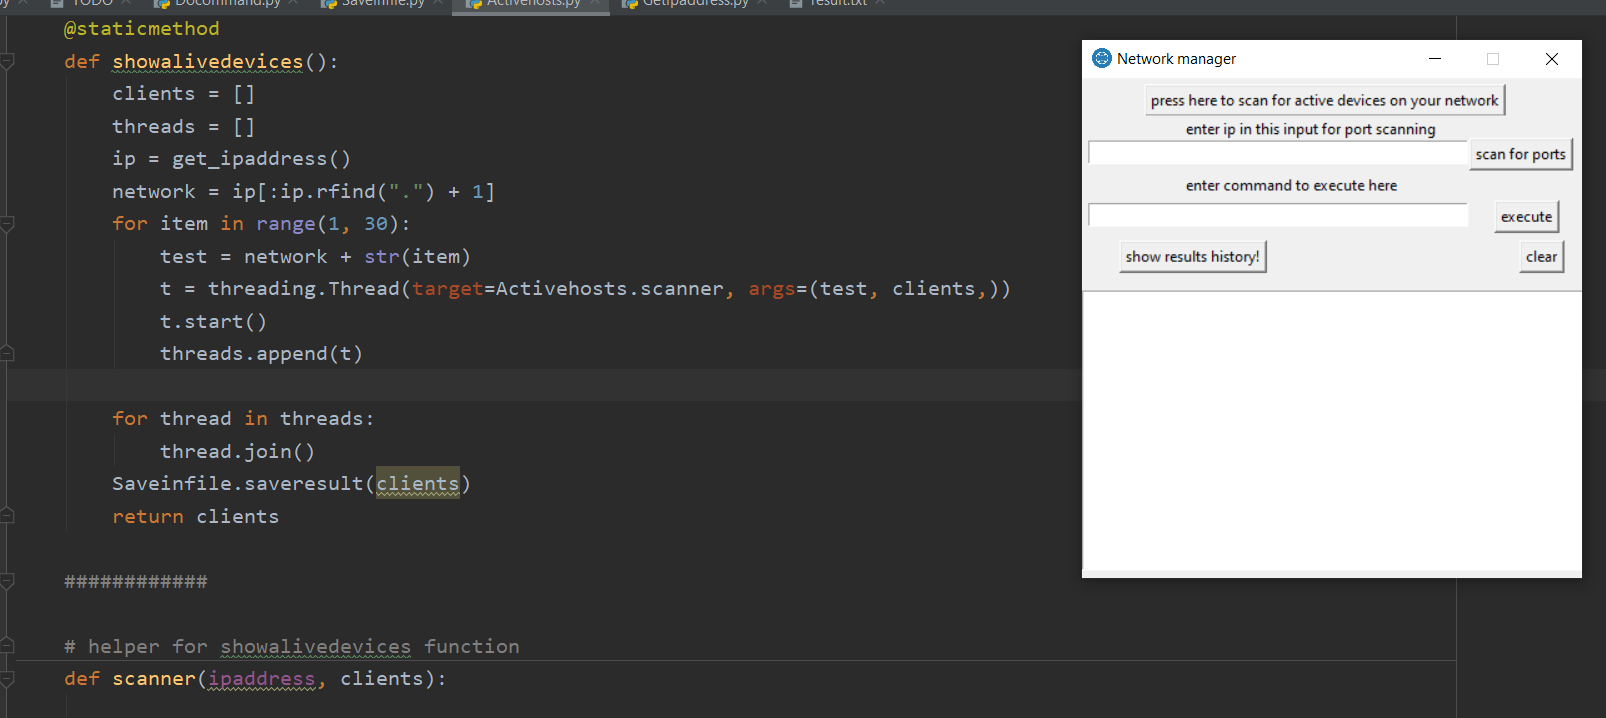 TODO Docommand.py Saveinfile.py Activehosts.py Getipaddress.py result.txt
@staticmethod
def showalivedevices():
clients = []
threads = []
ip = get_ipaddress()
network = ip[:ip.rfind(".") + 1]
for item in range(1, 30):
test = network + str(item)
t = threading.Thread(target=Activehosts.scanner, args=(test, clients,))
t.start()
threads.append(t)
for thread in threads:
thread.join()
Saveinfile.saveresult(clients)
return clients
############
# helper for showalivedevices function
def scanner(ipaddress, clients):
Network manager
press here to scan for active devices on your network
enter ip in this input for port scanning
scan for ports
enter command to execute here
execute
show results history!
clear